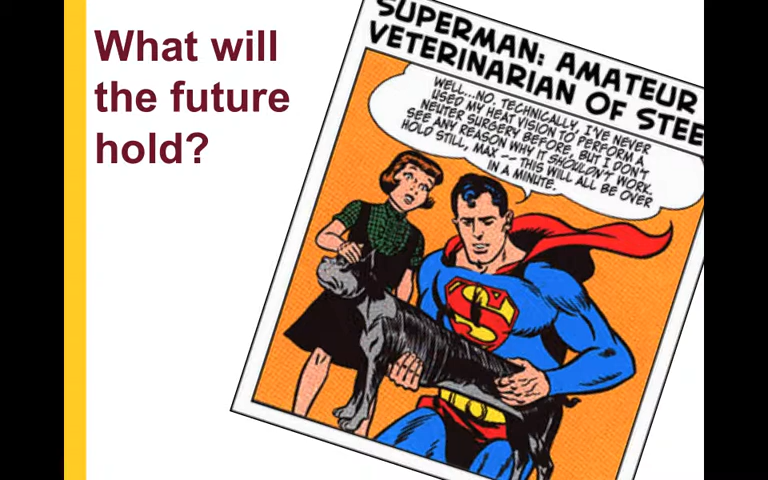 What will
the future
hold?
SUPERMAN: AMATEUR
VETERINARIAN OF STEE
WELL...NO. TECHNICALLY, I'VE NEVER
USED MY HEAT VISION TO PERFORM A
NEUTER SURGERY BEFORE. BUT I DON'T
SEE ANY REASON WHY IT SHOULDN'T WORK.
HOLD STILL, MAX -- THIS WILL ALL BE OVER
IN A MINUTE.
S